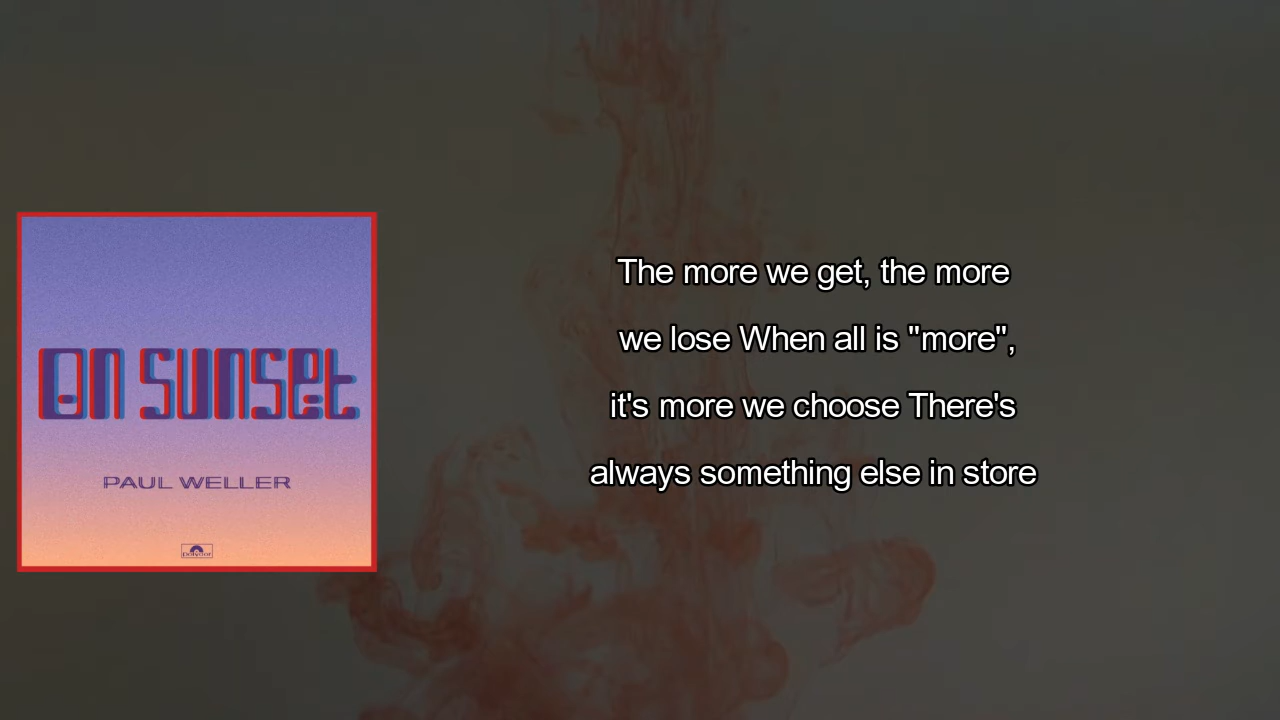 On sunset
PAUL WELLER
polydor
The more we get, the more
we lose When all is "more",
it's more we choose There's
always something else in store